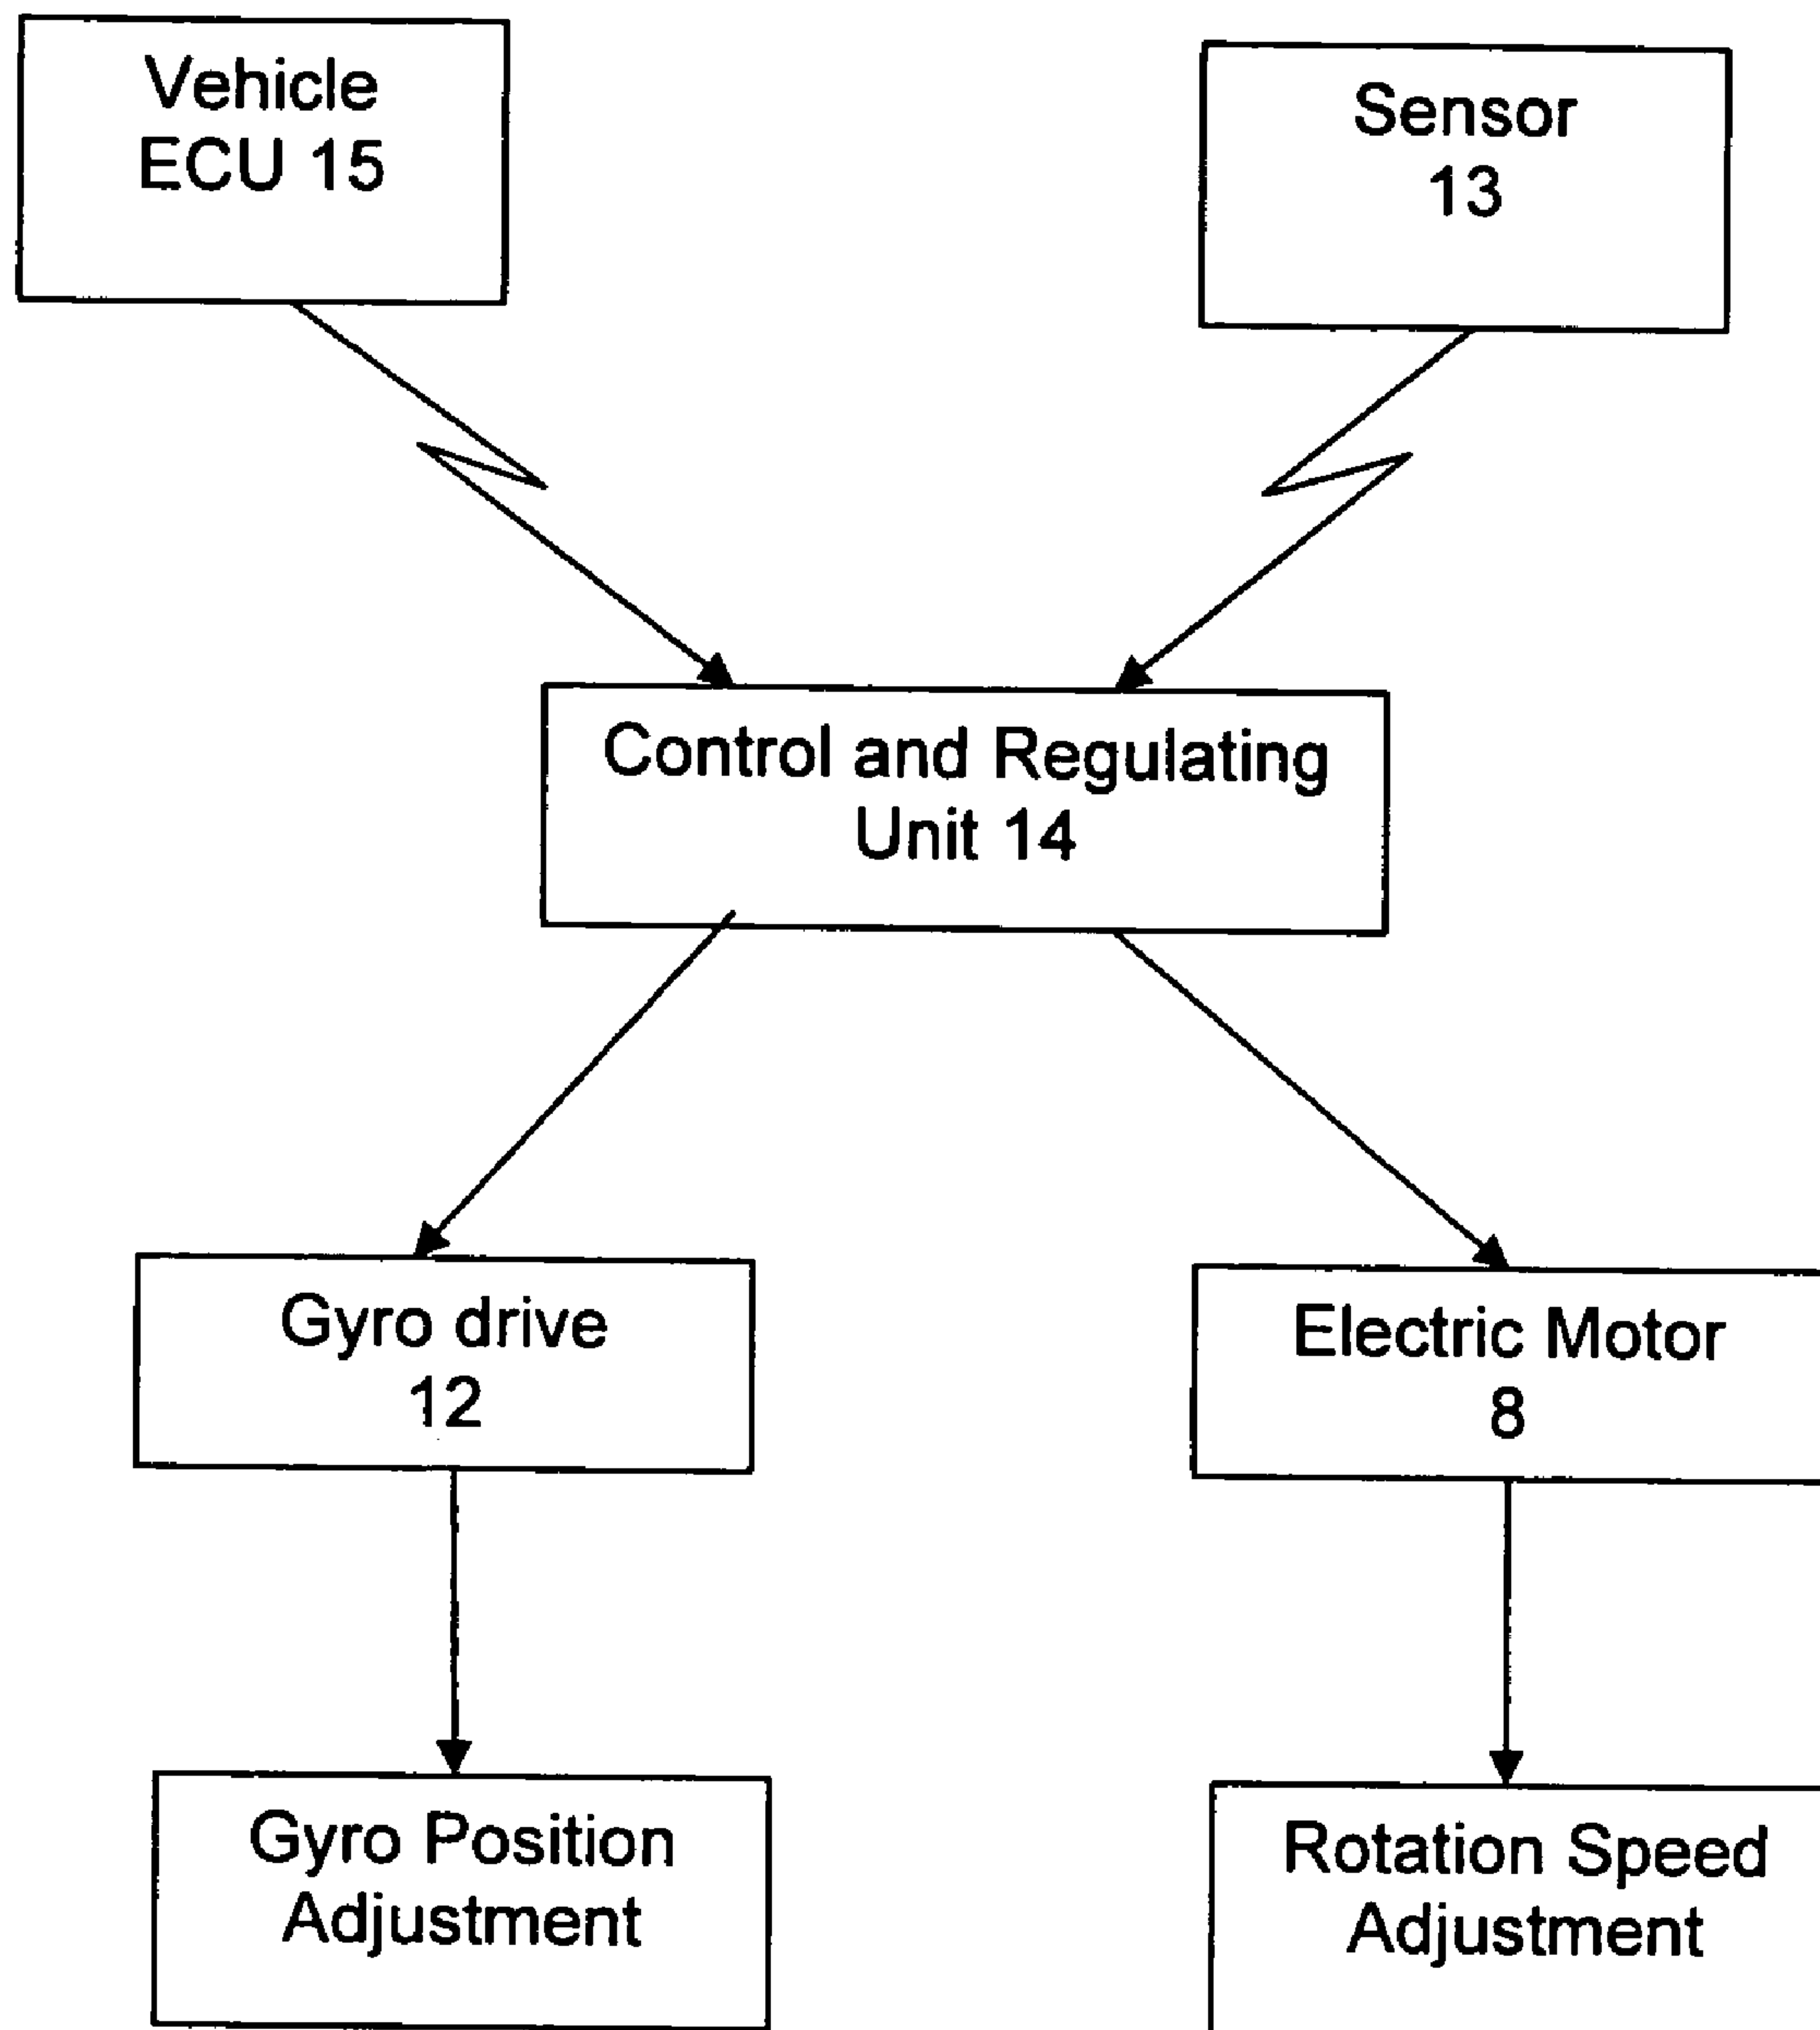 Vehicle
ECU 15
Sensor
13
Control and Regulating
Unit 14
Gyro drive
12
Electric Motor
8
Gyro Position
Adjustment
Rotation Speed
Adjustment